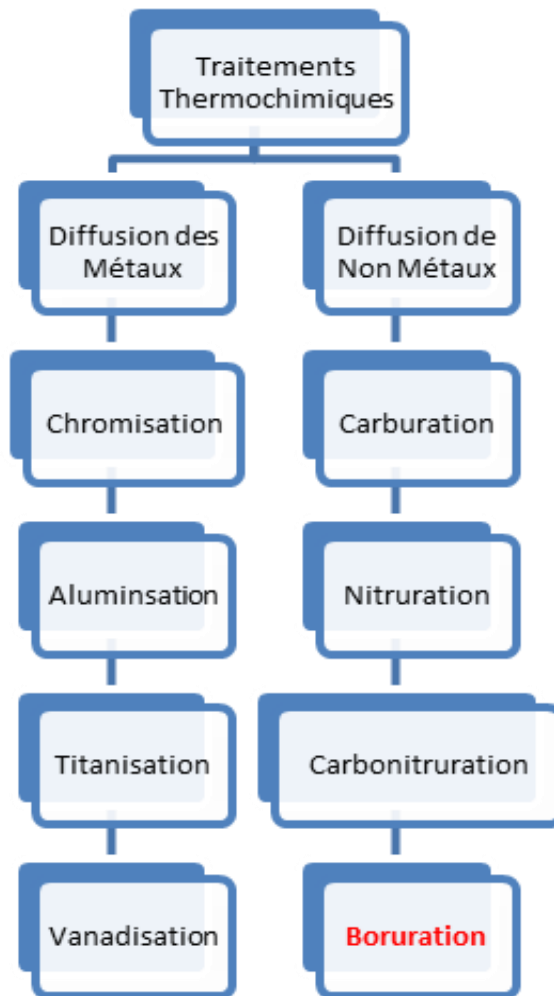 Traitements
Thermochimiques
Diffusion des
Métaux
Diffusion de
Non Métaux
Chromisation
Carburation
Aluminsation
Nitruration
Titanisation
Carbonitruration
Vanadisation
Boruration